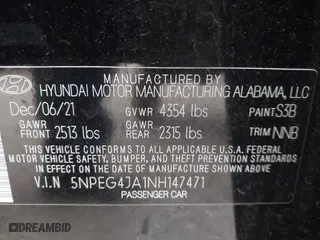 MANUFACTURED BY
HYUNDAI MOTOR MANUFACTURING ALABAMA, LLC
Dec/06/21 GVWR 4354 lbs PAINT S3B
GAWR FRONT 2513 lbs GAWR REAR 2315 lbs TRIM NNB
THIS VEHICLE CONFORMS TO ALL APPLICABLE U.S. FEDERAL MOTOR
VEHICLE SAFETY, BUMPER, AND THEFT PREVENTION STANDARDS
IN EFFECT ON THE DATE OF MANUFACTURE SHOWN ABOVE.
V.I.N 5NPEG4JA1NH147471
PASSENGER CAR
DREAMBID